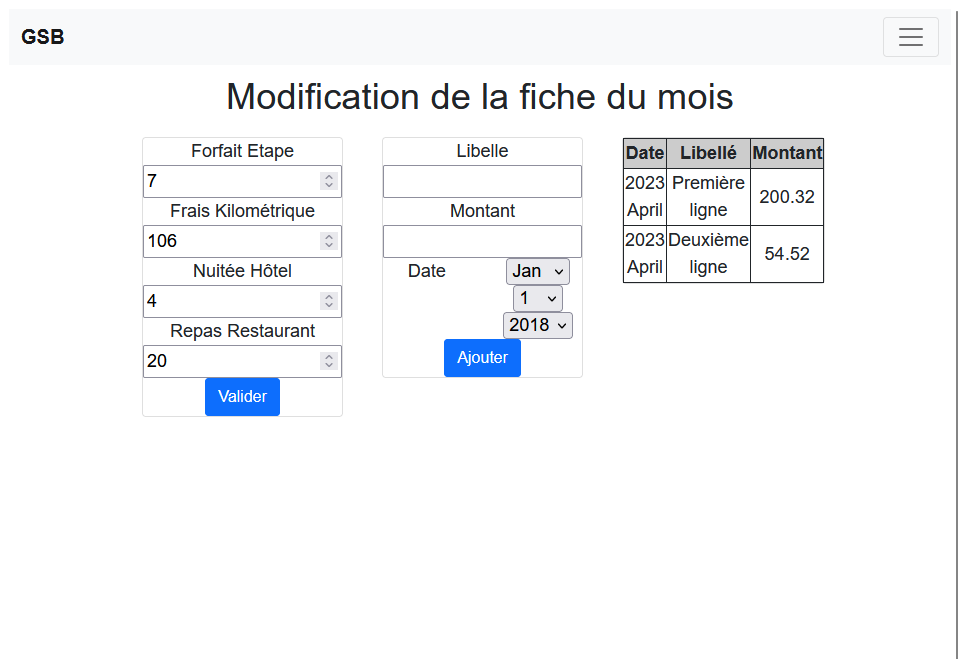 GSB
Modification de la fiche du mois
Forfait Etape
7
Frais Kilométrique
106
Nuitée Hôtel
4
Repas Restaurant
20
Valider
Libelle
Montant
Date Jan
1
2018
Ajouter
Date Libellé Montant
2023 Première
April ligne 200.32
2023 Deuxième
April ligne 54.52